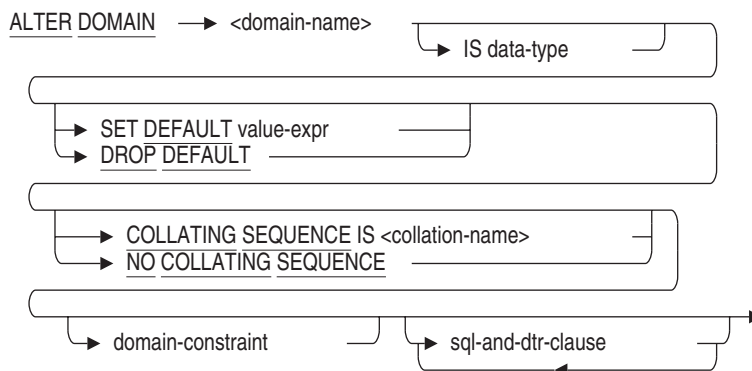 ALTER DOMAIN <domain-name>
IS data-type
SET DEFAULT value-expr
DROP DEFAULT
COLLATING SEQUENCE IS <collation-name>
NO COLLATING SEQUENCE
domain-constraint sql-and-dtr-clause